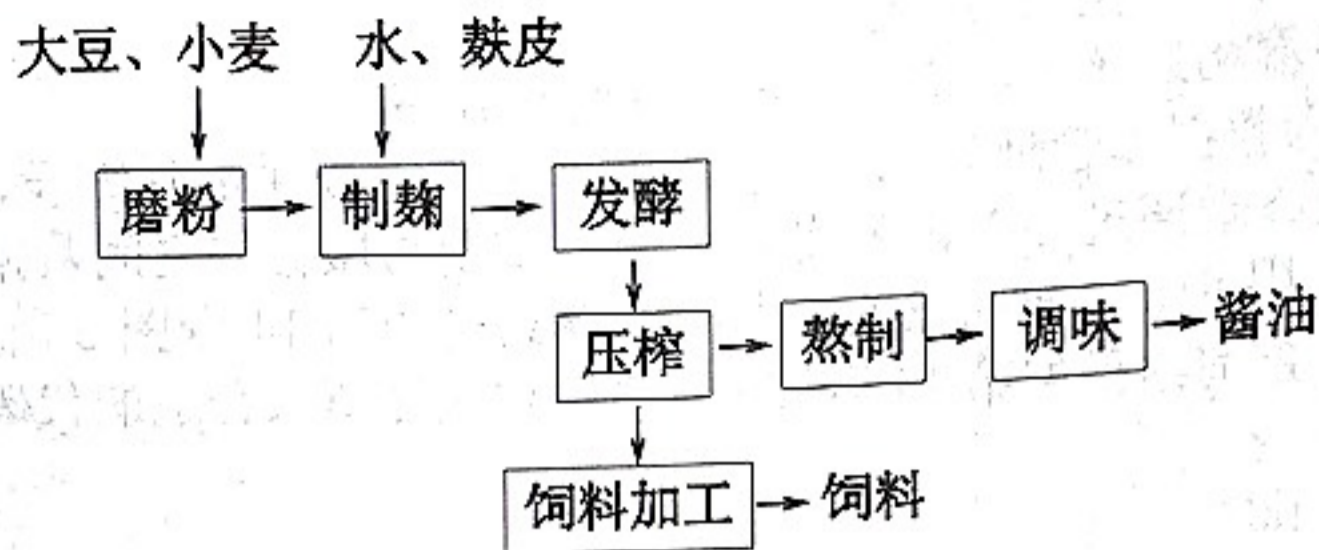 大豆、小麦
水、麸皮
磨粉
制麹
发酵
压榨
熬制
调味
酱油
饲料加工
饲料